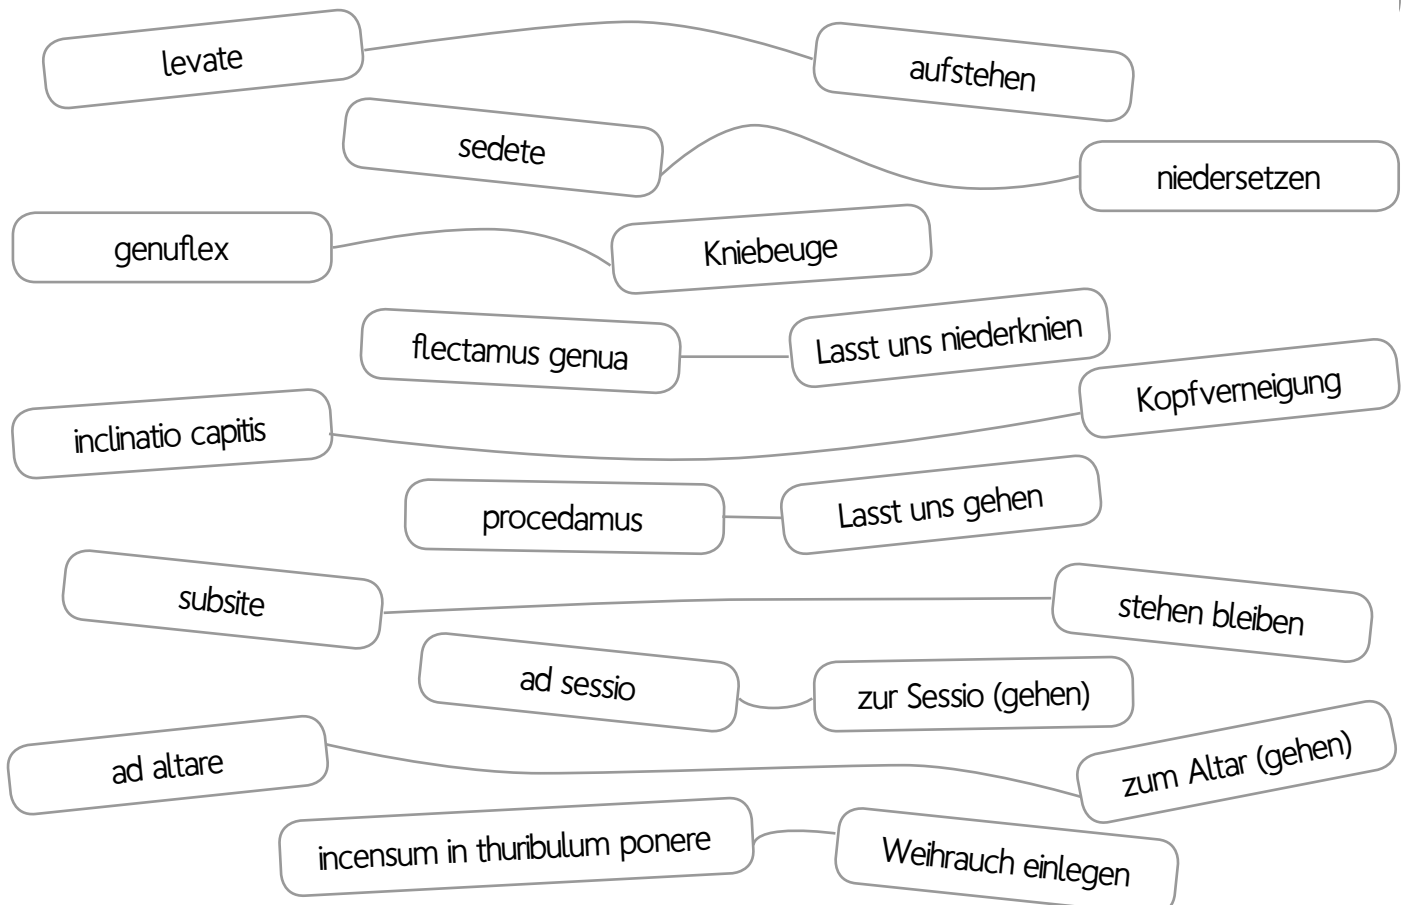 levate
aufstehen
sedete
niedersetzen
genuflex
Kniebeuge
flectamus genua
Lasst uns niederknien
inclinatio capitis
Kopfverneigung
procedamus
Lasst uns gehen
subsite
stehen bleiben
ad sessio
zur Sessio (gehen)
ad altare
zum Altar (gehen)
incensum in thuribulum ponere
Weihrauch einlegen